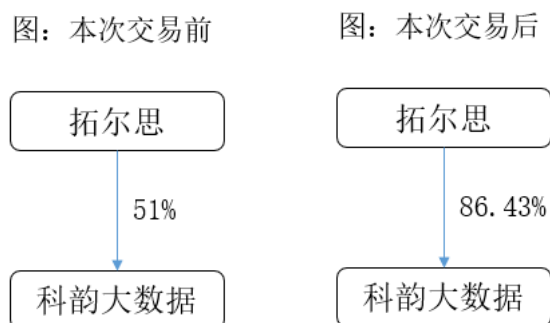 图：本次交易前
拓尔思
51%
科韵大数据
图：本次交易后
拓尔思
86.43%
科韵大数据